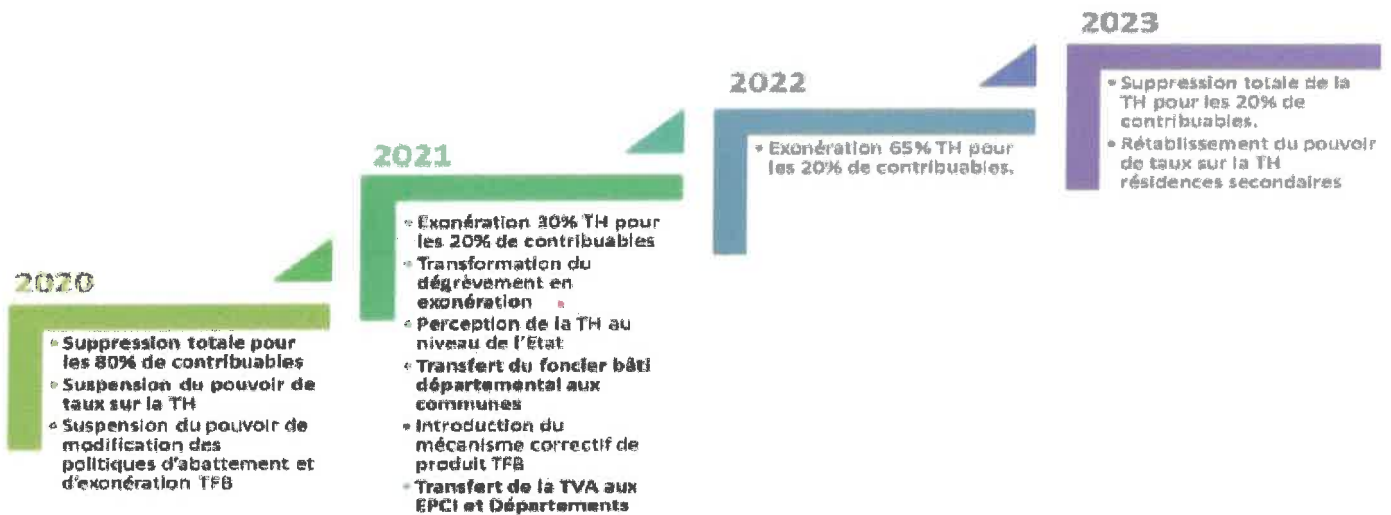 2020
• Suppression totale pour
les 80% de contribuables
• Suspension du pouvoir de
taux sur la TH
• Suspension du pouvoir de
modification des
politiques d'abattement et
d'exonération TFB
2021
• Exonération 30% TH pour
les 20% de contribuables
• Transformation du
dégrèvement en
exonération
• Perception de la TH au
niveau de l'Etat
• Transfert du foncier bâti
départemental aux
communes
• Introduction du
mécanisme correctif de
produit TFB
• Transfert de la TVA aux
EPCI et Départements
2022
• Exonération 65% TH pour
les 20% de contribuables.
2023
• Suppression totale de la
TH pour les 20% de
contribuables.
• Rétablissement du pouvoir
de taux sur la TH
résidences secondaires